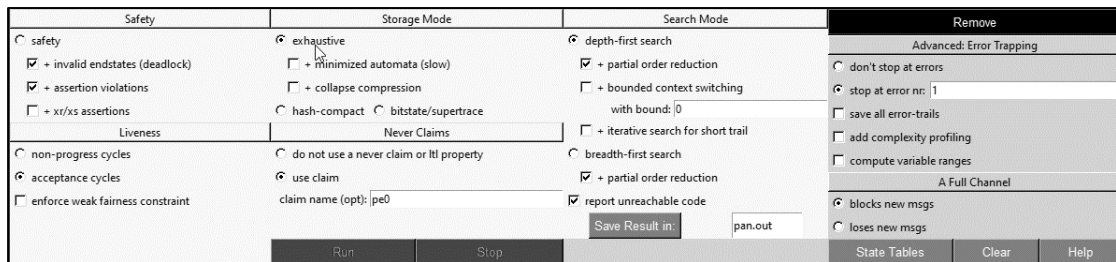 Safety
safety
+ invalid endstates (deadlock)
+ assertion violations
+ xr/xs assertions
Liveness
non-progress cycles
acceptance cycles
enforce weak fairness constraint
Storage Mode
exhaustive
+ minimized automata (slow)
+ collapse compression
hash-compact bitstate/supertrace
Never Claims
do not use a never claim or ltl property
use claim
claim name (opt): pe0
Run Stop
Search Mode
depth-first search
+ partial order reduction
+ bounded context switching
with bound: 0
+ iterative search for short trail
breadth-first search
+ partial order reduction
report unreachable code
Save Result in: pan.out
Remove
Advanced: Error Trapping
don't stop at errors
stop at error nr: 1
save all error-trails
add complexity profiling
compute variable ranges
A Full Channel
blocks new msgs
loses new msgs
State Tables Clear Help